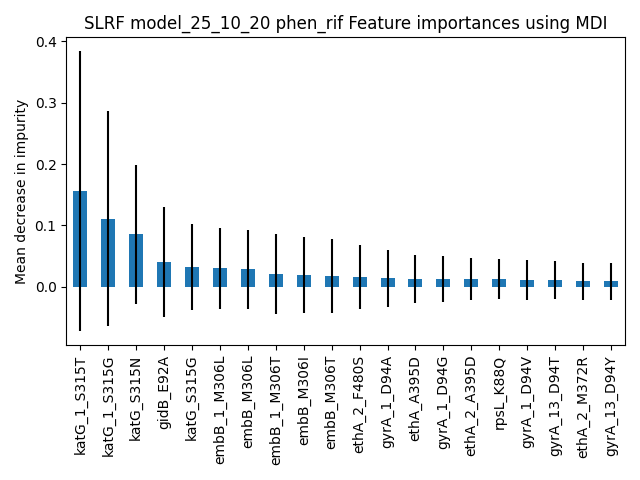 SLRF model_25_10_20 phen_rif Feature importances using MDI
Mean decrease in impurity
0.4
0.3
0.2
0.1
0.0
katG_1_S315T
katG_1_S315G
katG_S315N
gidB_E92A
katG_S315G
embB_1_M306L
embB_M306L
embB_1_M306T
embB_M306I
embB_M306T
ethA_2_F480S
gyrA_1_D94A
ethA_A395D
gyrA_1_D94G
ethA_2_A395D
rpsL_K88Q
gyrA_1_D94V
gyrA_13_D94T
ethA_2_M372R
gyrA_13_D94Y